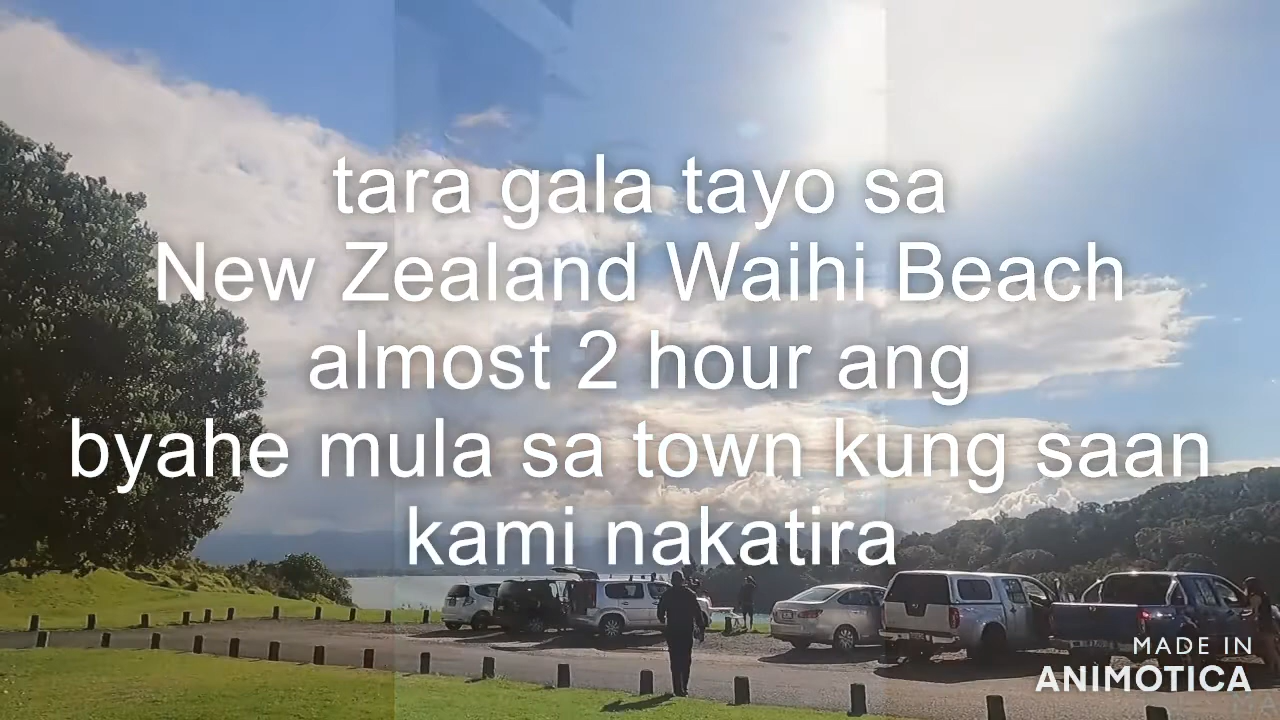 tara gala tayo sa
New Zealand Waihi Beach
almost 2 hour ang
byahe mula sa town kung saan
kami nakatira
MADE IN
ANIMOTICA